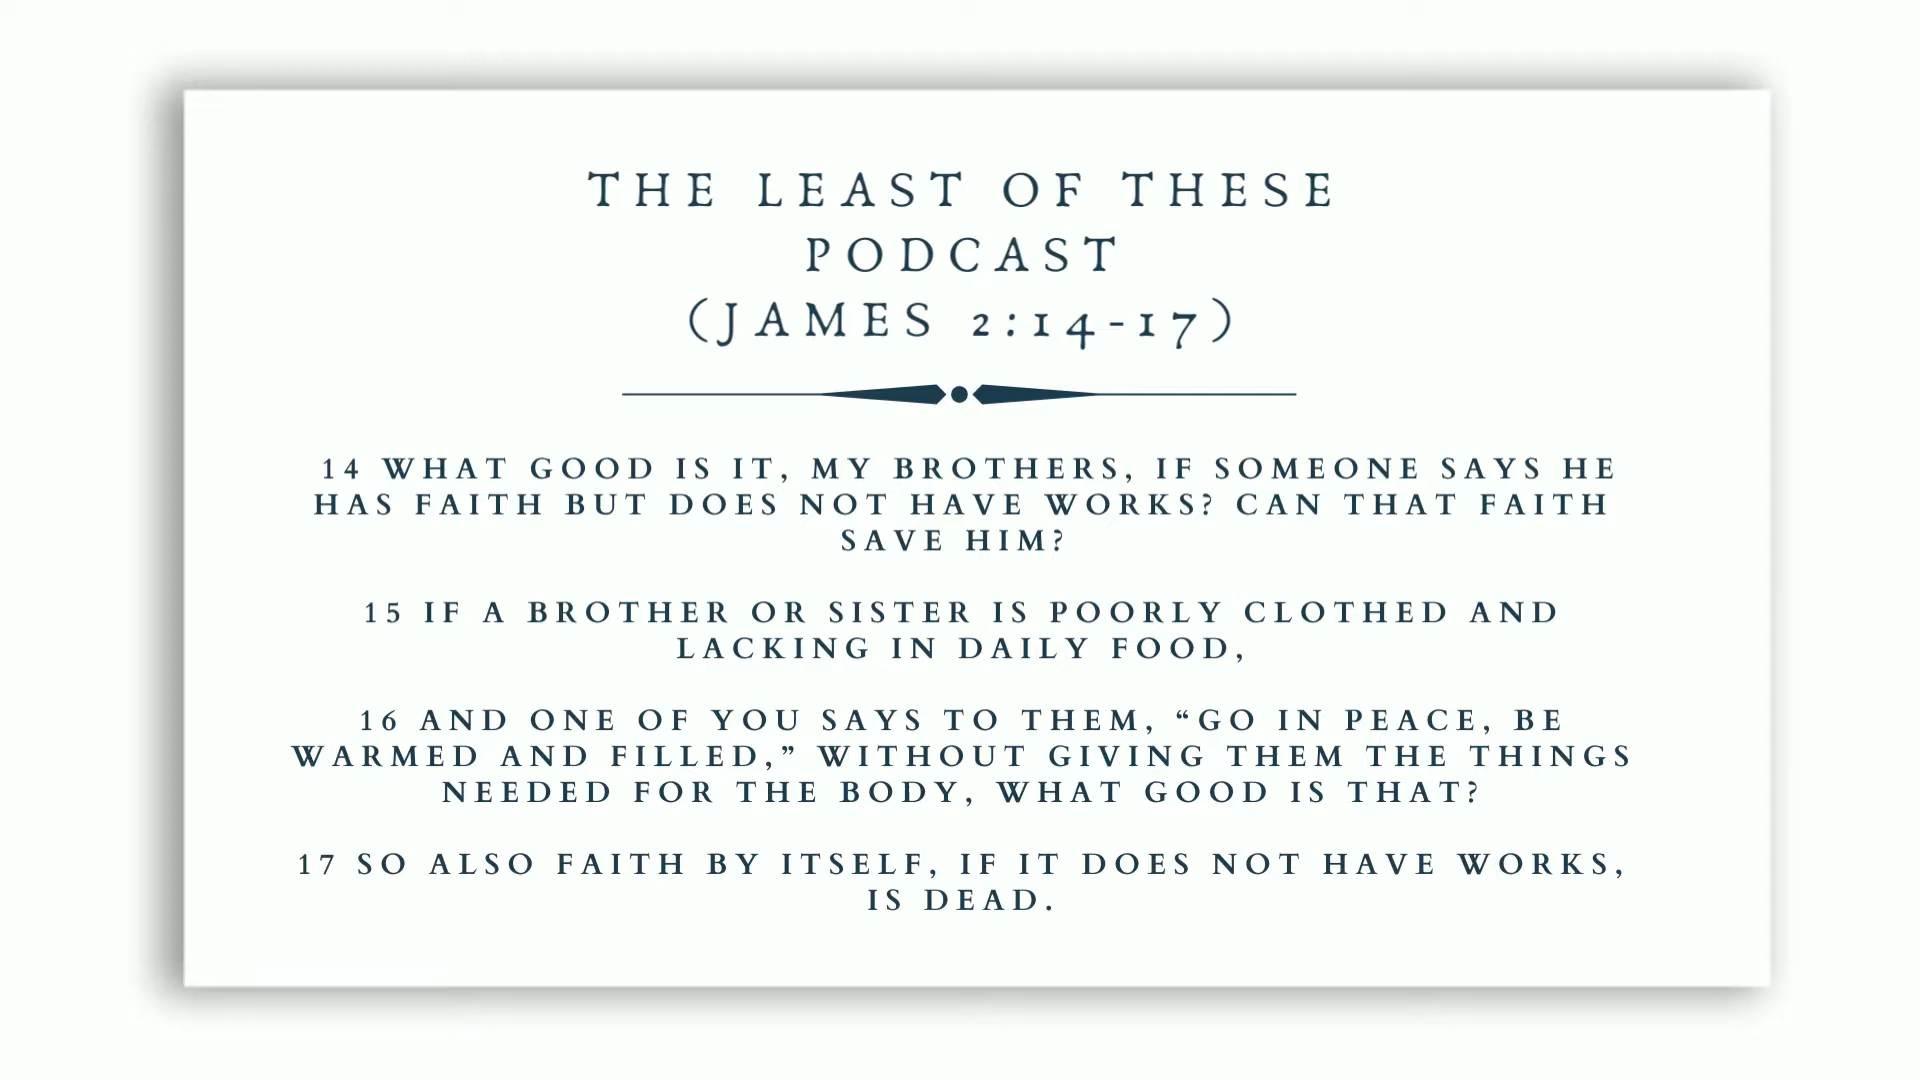 THE LEAST OF THESE
PODCAST
(JAMES 2:14-17)
14 WHAT GOOD IS IT, MY BROTHERS, IF SOMEONE SAYS HE
HAS FAITH BUT DOES NOT HAVE WORKS? CAN THAT FAITH
SAVE HIM?
15 IF A BROTHER OR SISTER IS POORLY CLOTHED AND
LACKING IN DAILY FOOD,
16 AND ONE OF YOU SAYS TO THEM, “GO IN PEACE, BE
WARMED AND FILLED,” WITHOUT GIVING THEM THE THINGS
NEEDED FOR THE BODY, WHAT GOOD IS THAT?
17 SO ALSO FAITH BY ITSELF, IF IT DOES NOT HAVE WORKS,
IS DEAD.